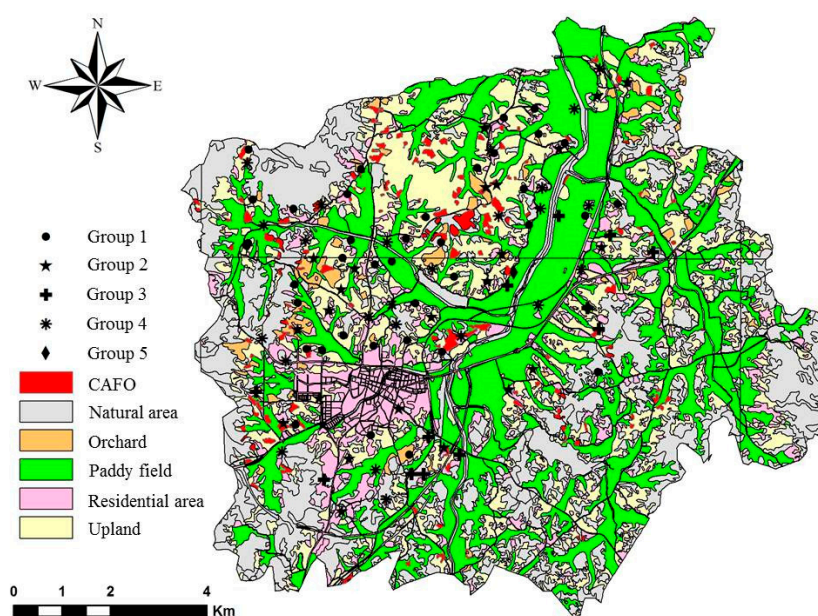 N
W E
S
Group 1
Group 2
Group 3
Group 4
Group 5
CAFO
Natural area
Orchard
Paddy field
Residential area
Upland
0 1 2 4
Km